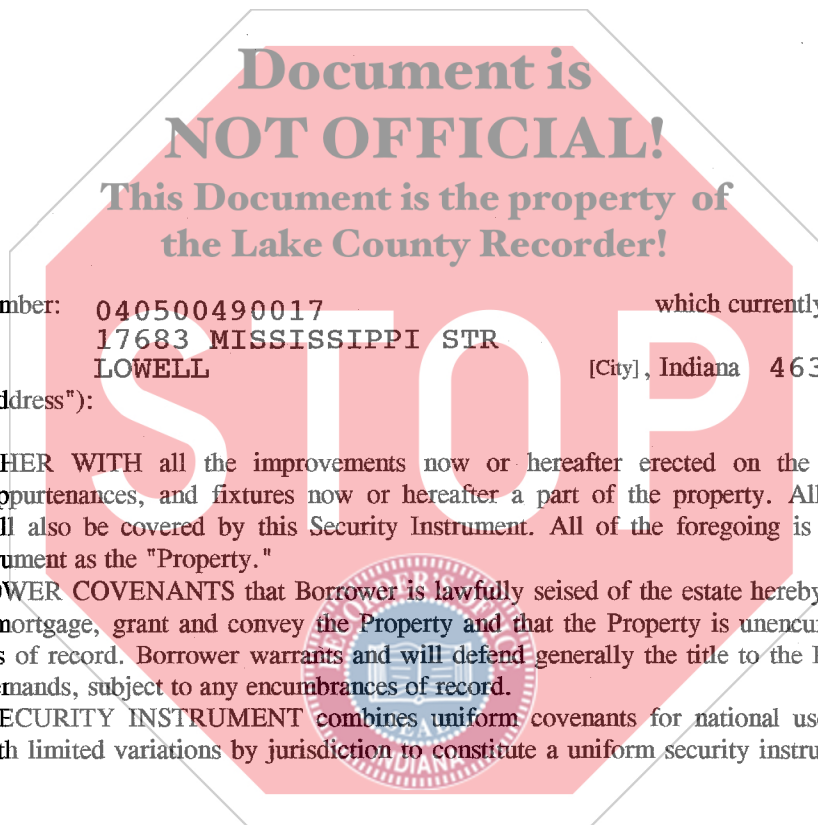 Document is
NOT OFFICIAL!
This Document is the property of
the Lake County Recorder!
mber: 040500490017 which currently
17683 MISSISSIPPI STR
LOWELL [City], Indiana 463
ddress"):
STOP
HER WITH all the improvements now or hereafter erected on the
ppurtenances, and fixtures now or hereafter a part of the property. All
ll also be covered by this Security Instrument. All of the foregoing is
ument as the "Property."
OWER COVENANTS that Borrower is lawfully seised of the estate hereby
mortgage, grant and convey the Property and that the Property is unencu
s of record. Borrower warrants and will defend generally the title to the
emands, subject to any encumbrances of record.
ECURITY INSTRUMENT combines uniform covenants for national us
th limited variations by jurisdiction to constitute a uniform security instru
RECORDER'S OFFICE
SEAL
INDIANA